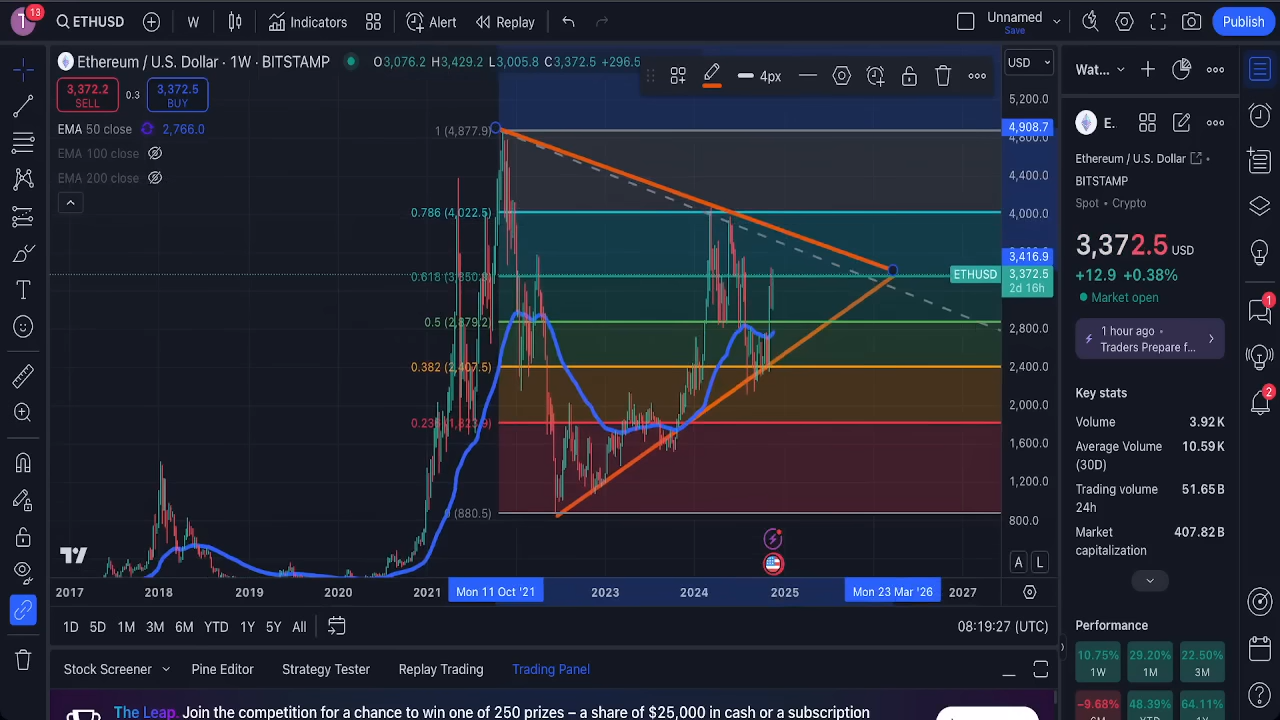 T 13 ETHUSD W Indicators Alert Replay Unnamed Save Publish
Ethereum / U.S. Dollar · 1W · BITSTAMP O3,076.2 H3,429.2 L3,005.8 C3,372.5 +296.5
3,372.2 SELL 0.3 3,372.5 BUY
EMA 50 close 2,766.0
EMA 100 close
EMA 200 close
4px
1 (4,877.9)
0.786 (4,022.5)
0.5 (2,879.2)
0.382 (2,407.5)
(880.5)
USD
5,200.0
4,908.7
4,800.0
4,400.0
4,000.0
3,416.9
ETHUSD 3,372.5
2d 16h
2,800.0
2,400.0
2,000.0
1,600.0
1,200.0
800.0
A L
2017 2018 2019 2020 2021 Mon 11 Oct '21 2023 2024 2025 Mon 23 Mar '26 2027
1D 5D 1M 3M 6M YTD 1Y 5Y All 08:19:27 (UTC)
Stock Screener Pine Editor Strategy Tester Replay Trading Trading Panel
The Leap. Join the competition for a chance to win one of 250 prizes – a share of $25,000 in cash or a subscription
Wat...
E..
Ethereum / U.S. Dollar
BITSTAMP
Spot • Crypto
3,372.5 USD
+12.9 +0.38%
Market open
1 hour ago •
Traders Prepare f...
Key stats
Volume 3.92K
Average Volume (30D) 10.59K
Trading volume 24h 51.65B
Market capitalization 407.82B
Performance
10.75% 29.20% 22.50%
1W 1M 3M
−9.68% 48.39% 64.11%
1
2